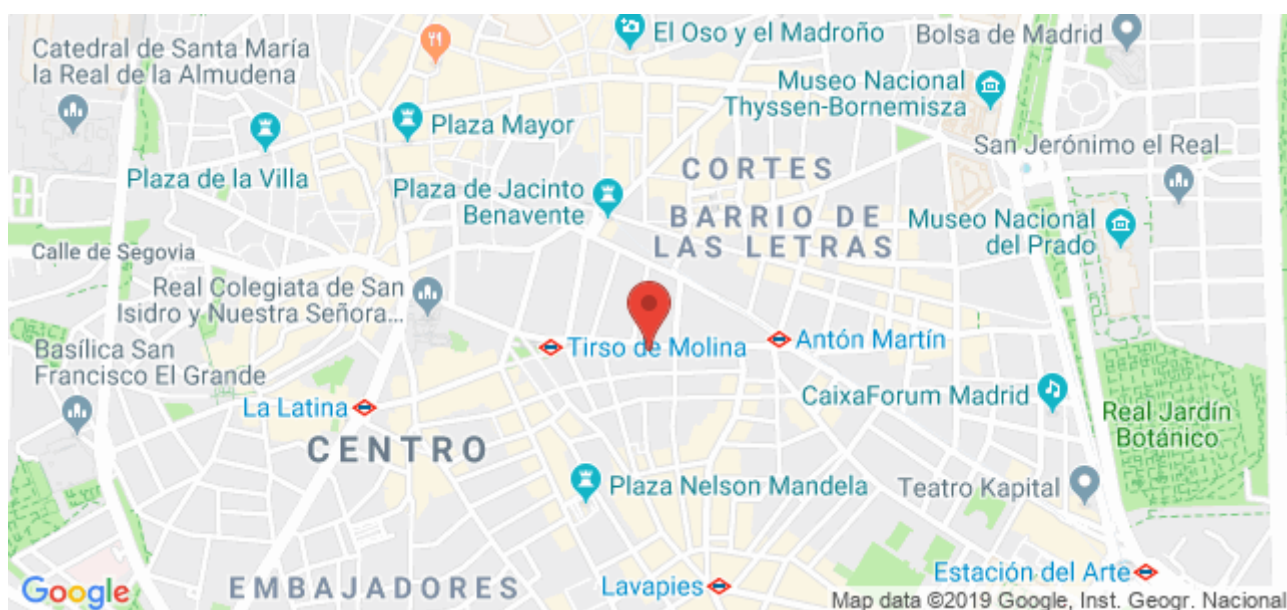 El Oso y el Madroño
Bolsa de Madrid
Catedral de Santa María
la Real de la Almudena
Museo Nacional
Thyssen-Bornemisza
Plaza Mayor
San Jerónimo el Real
CORTES
Plaza de la Villa
Plaza de Jacinto
Benavente
BARRIO DE
LAS LETRAS
Museo Nacional
del Prado
Calle de Segovia
Real Colegiata de San
Isidro y Nuestra Señora...
Tirso de Molina
Antón Martín
Basílica San
Francisco El Grande
CaixaForum Madrid
La Latina
Real Jardín
Botánico
CENTRO
Plaza Nelson Mandela
Teatro Kapital
Estación del Arte
EMBAJADORES
Lavapies
Google
Map data ©2019 Google, Inst. Geogr. Nacional